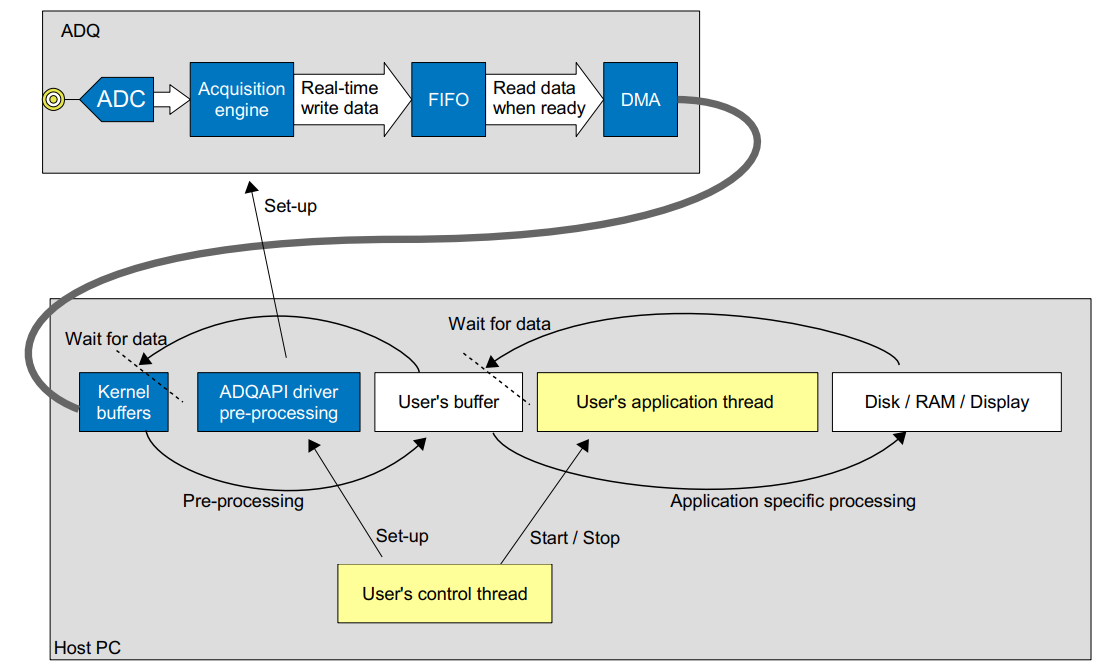 ADQ
ADC
Acquisition
engine
Real-time
write data
FIFO
Read data
when ready
DMA
Set-up
Wait for data
Wait for data
Kernel
buffers
ADQAPI driver
pre-processing
User's buffer
User's application thread
Disk / RAM / Display
Pre-processing
Application specific processing
Set-up
Start / Stop
User's control thread
Host PC